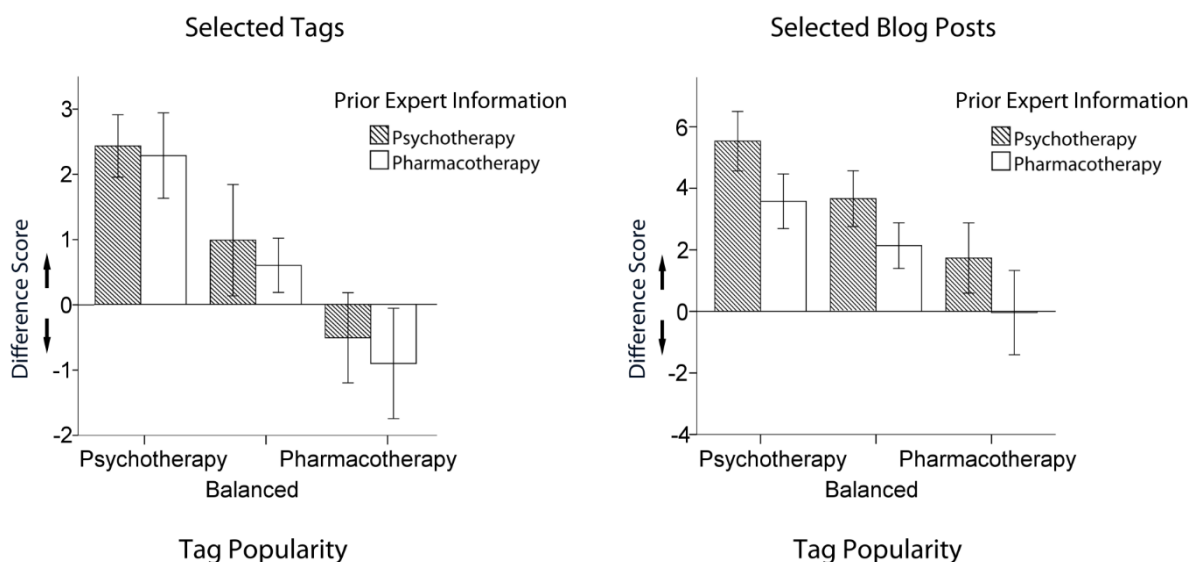 Selected Tags
Prior Expert Information
Psychotherapy
Pharmacotherapy
3
2
1
0
-1
-2
Difference Score
Psychotherapy
Pharmacotherapy
Balanced
Tag Popularity
Selected Blog Posts
Prior Expert Information
Psychotherapy
Pharmacotherapy
6
4
2
0
-2
-4
Difference Score
Psychotherapy
Pharmacotherapy
Balanced
Tag Popularity